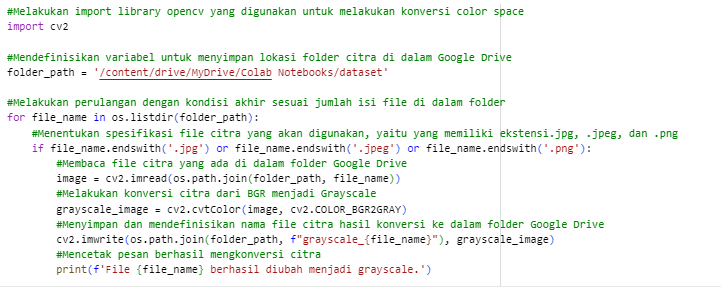 #Melakukan import library opencv yang digunakan untuk melakukan konversi color space
import cv2
#Mendefinisikan variabel untuk menyimpan lokasi folder citra di dalam Google Drive
folder_path = '/content/drive/MyDrive/Colab Notebooks/dataset'
#Melakukan perulangan dengan kondisi akhir sesuai jumlah isi file di dalam folder
for file_name in os.listdir(folder_path):
#Menentukan spesifikasi file citra yang akan digunakan, yaitu yang memiliki ekstensi.jpg, .jpeg, dan .png
if file_name.endswith('.jpg') or file_name.endswith('.jpeg') or file_name.endswith('.png'):
#Membaca file citra yang ada di dalam folder Google Drive
image = cv2.imread(os.path.join(folder_path, file_name))
#Melakukan konversi citra dari BGR menjadi Grayscale
grayscale_image = cv2.cvtColor(image, cv2.COLOR_BGR2GRAY)
#Menyimpan dan mendefinisikan nama file citra hasil konversi ke dalam folder Google Drive
cv2.imwrite(os.path.join(folder_path, f"grayscale_{file_name}"), grayscale_image)
#Mencetak pesan berhasil mengkonversi citra
print(f'File {file_name} berhasil diubah menjadi grayscale.')